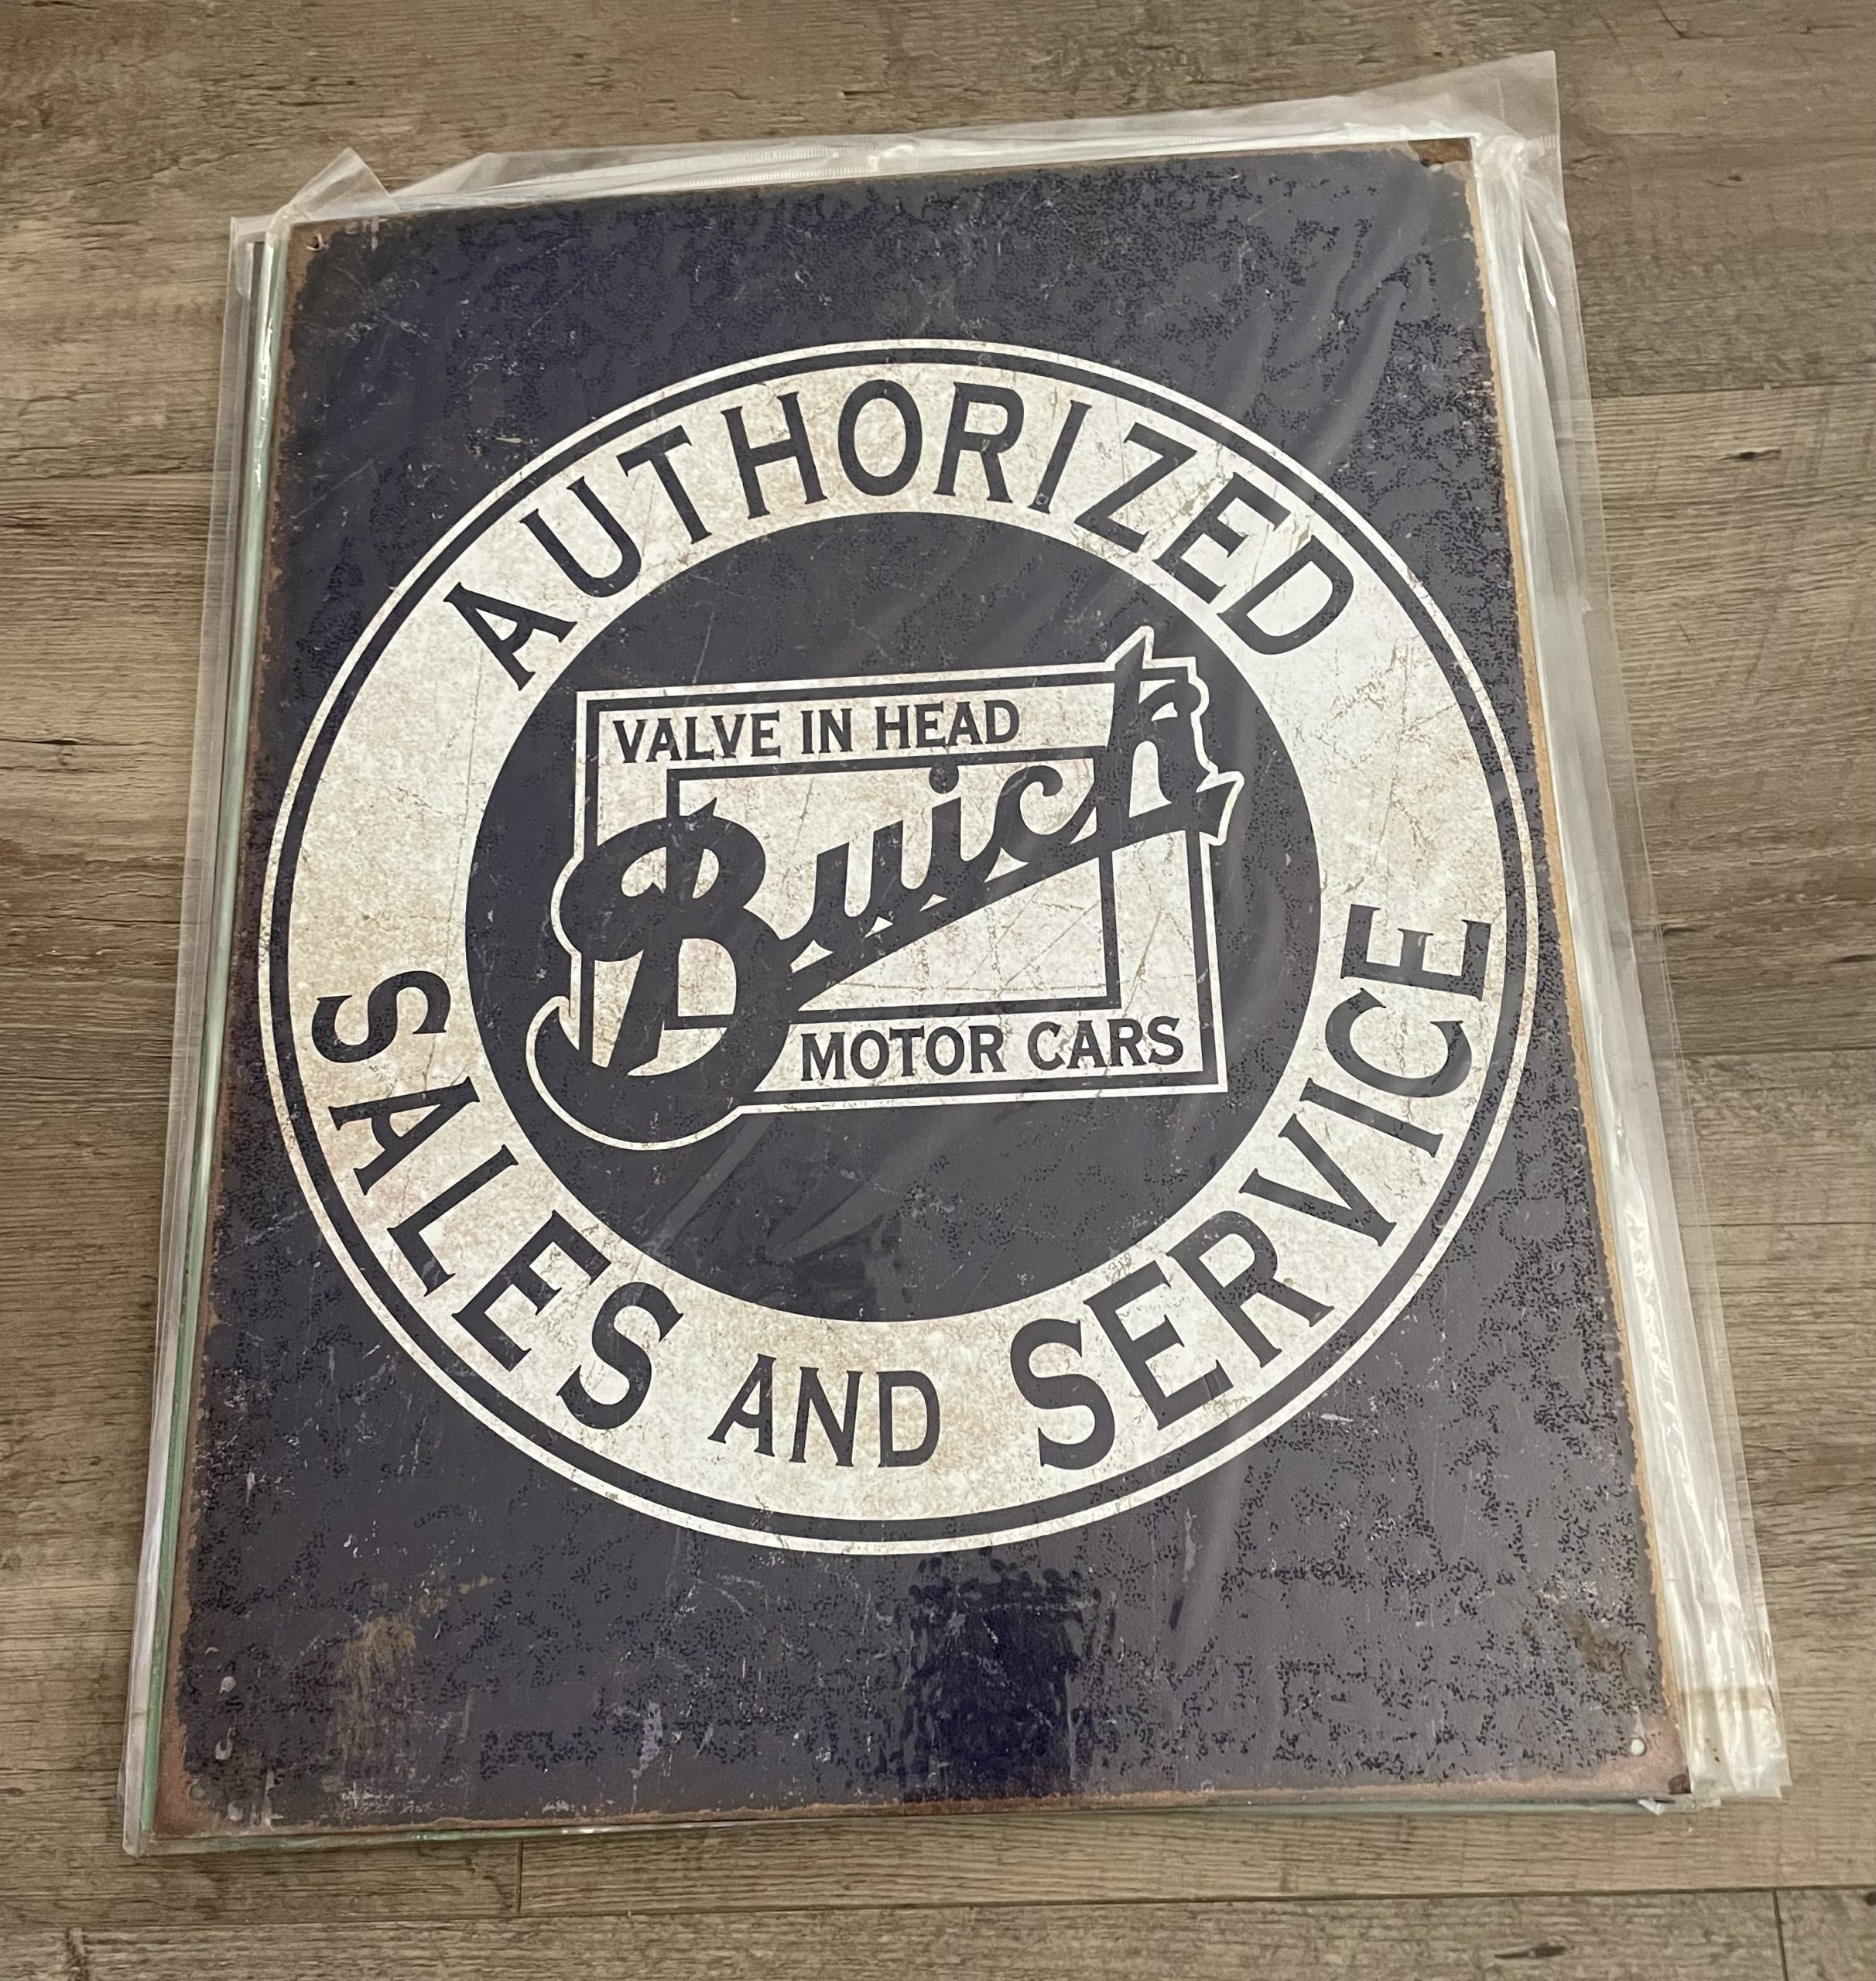 AUTHORIZED
VALVE IN HEAD
Buick
MOTOR CARS
SALES AND SERVICE